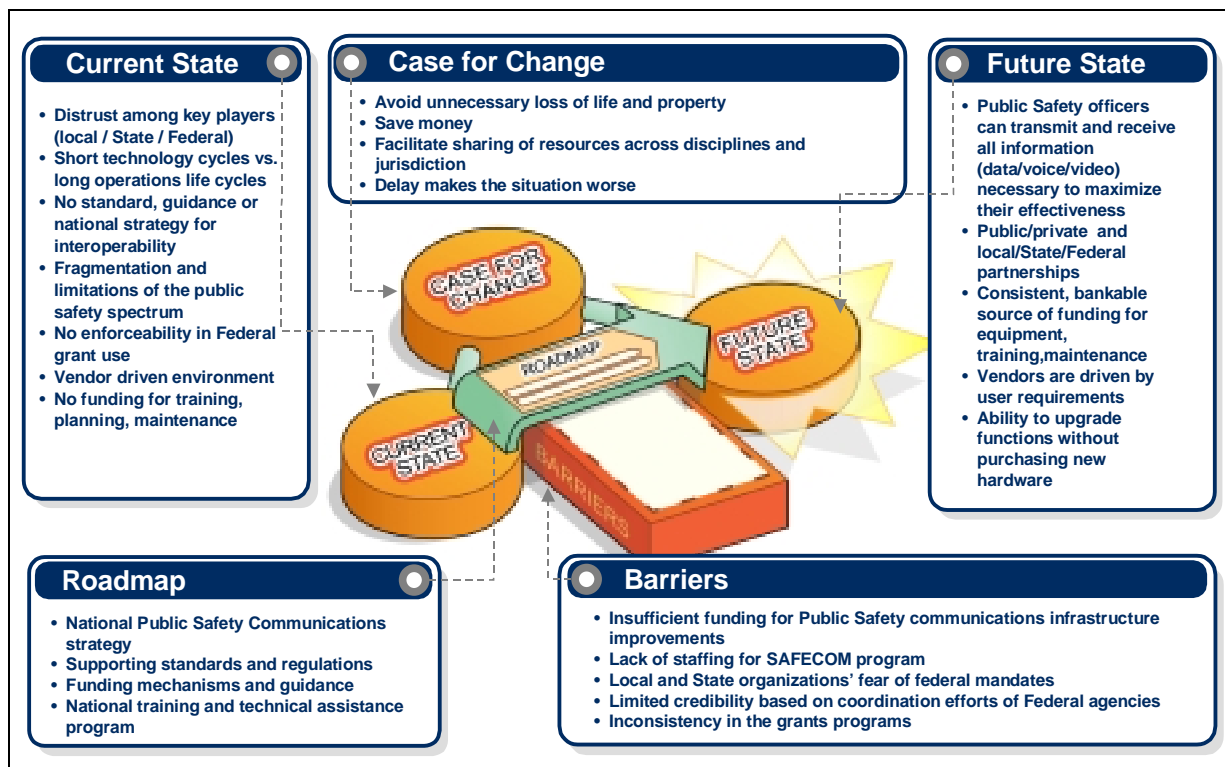 Current State
• Distrust among key players
(local / State / Federal)
• Short technology cycles vs.
long operations life cycles
• No standard, guidance or
national strategy for
interoperability
• Fragmentation and
limitations of the public
safety spectrum
• No enforceability in Federal
grant use
• Vendor driven environment
• No funding for training,
planning, maintenance
Case for Change
• Avoid unnecessary loss of life and property
• Save money
• Facilitate sharing of resources across disciplines and
jurisdiction
• Delay makes the situation worse
Future State
• Public Safety officers
can transmit and receive
all information
(data/voice/video)
necessary to maximize
their effectiveness
• Public/private and
local/State/Federal
partnerships
• Consistent, bankable
source of funding for
equipment,
training,maintenance
• Vendors are driven by
user requirements
• Ability to upgrade
functions without
purchasing new
hardware
CASE FOR
CHANGE
ROADMAP
FUTURE
STATE
CURRENT
STATE
BARRIERS
Roadmap
• National Public Safety Communications
strategy
• Supporting standards and regulations
• Funding mechanisms and guidance
• National training and technical assistance
program
Barriers
• Insufficient funding for Public Safety communications infrastructure
improvements
• Lack of staffing for SAFECOM program
• Local and State organizations’ fear of federal mandates
• Limited credibility based on coordination efforts of Federal agencies
• Inconsistency in the grants programs